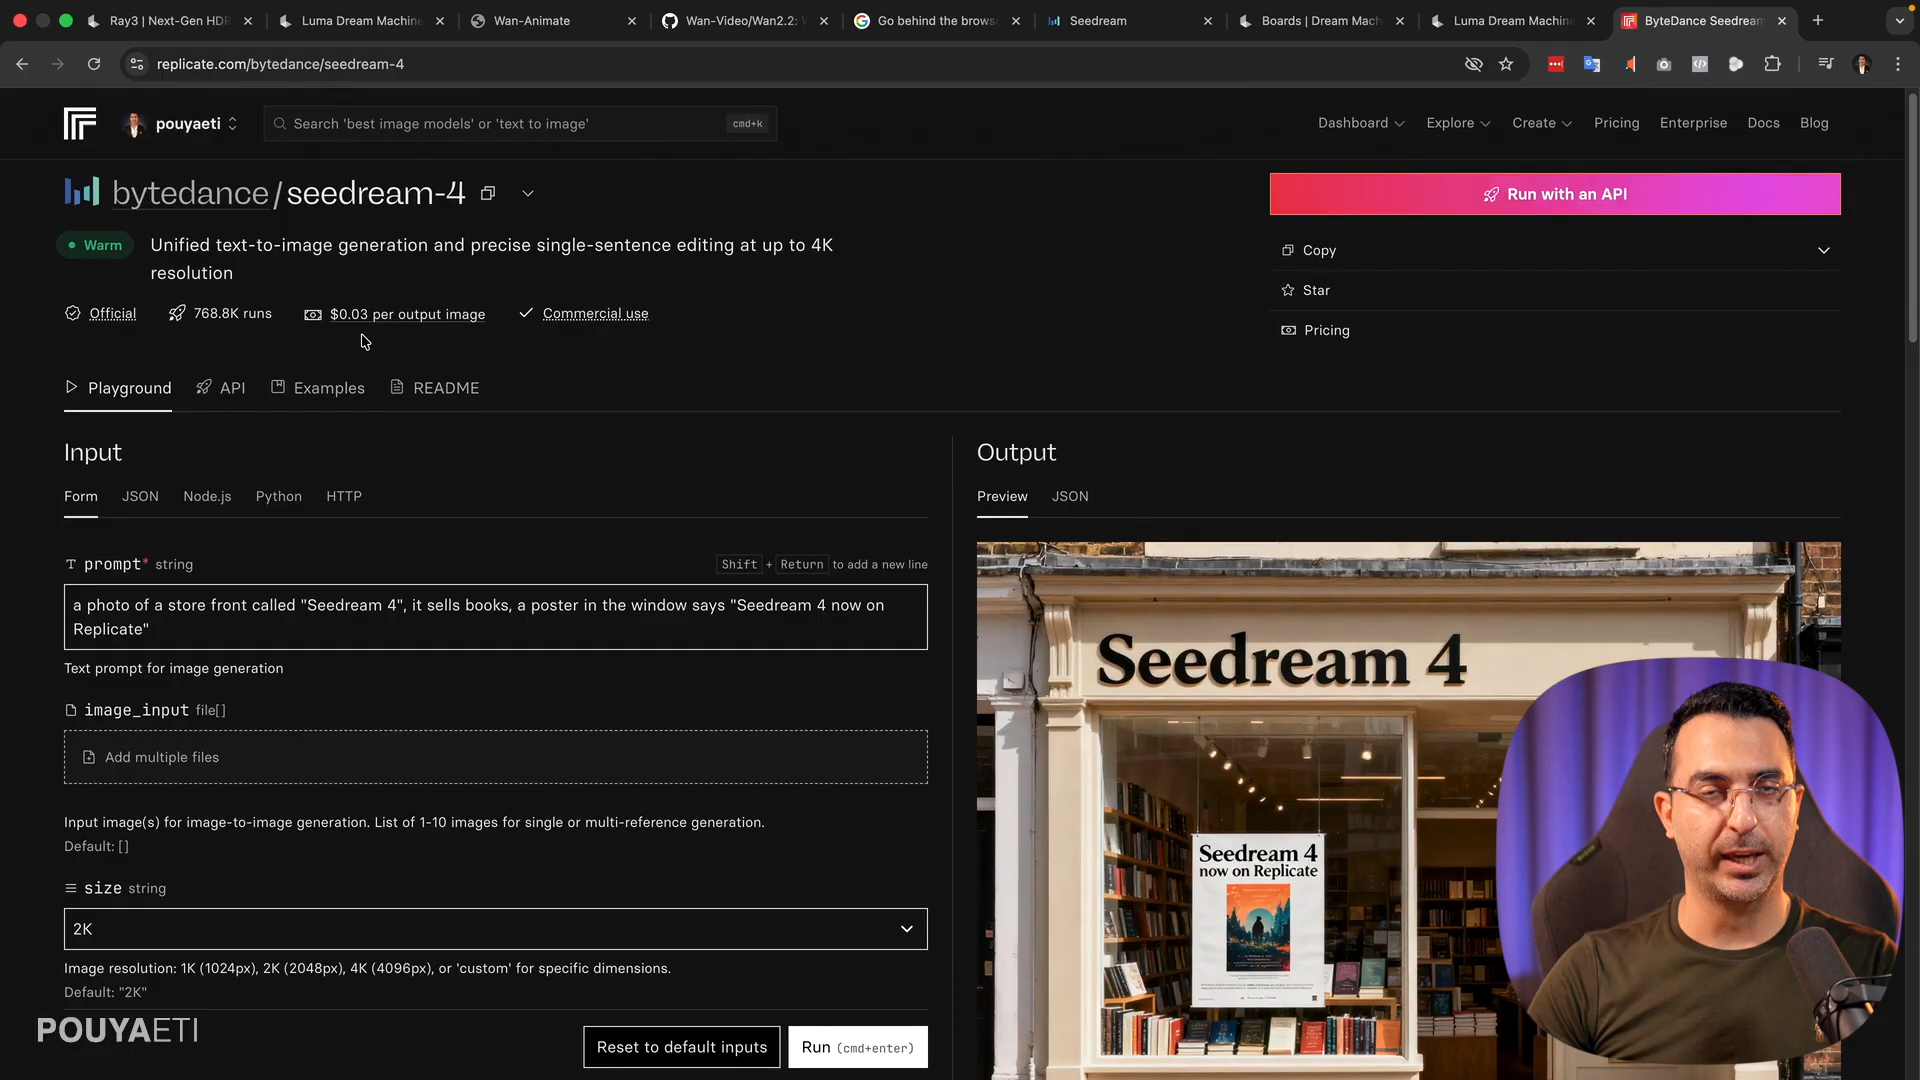 Ray3 | Next-Gen HDR
Luma Dream Machine
Wan-Animate
Wan-Video/Wan2.2: W
Go behind the brows
Seedream
Boards | Dream Mach
Luma Dream Machine
ByteDance Seedream
replicate.com/bytedance/seedream-4
pouyaeti
Search 'best image models' or 'text to image'
cmd+k
Dashboard
Explore
Create
Pricing
Enterprise
Docs
Blog
bytedance/seedream-4
Run with an API
Warm
Unified text-to-image generation and precise single-sentence editing at up to 4K
resolution
Copy
Star
Official
768.8K runs
$0.03 per output image
Commercial use
Pricing
Playground
API
Examples
README
Input
Form
JSON
Node.js
Python
HTTP
prompt* string
Shift + Return to add a new line
a photo of a store front called "Seedream 4", it sells books, a poster in the window says "Seedream 4 now on
Replicate"
Text prompt for image generation
image_input file[]
Add multiple files
Input image(s) for image-to-image generation. List of 1-10 images for single or multi-reference generation.
Default: []
size string
2K
Image resolution: 1K (1024px), 2K (2048px), 4K (4096px), or 'custom' for specific dimensions.
Default: "2K"
Reset to default inputs
Run (cmd+enter)
Output
Preview
JSON
Seedream 4
Seedream 4
now on Replicate
POUYAETI